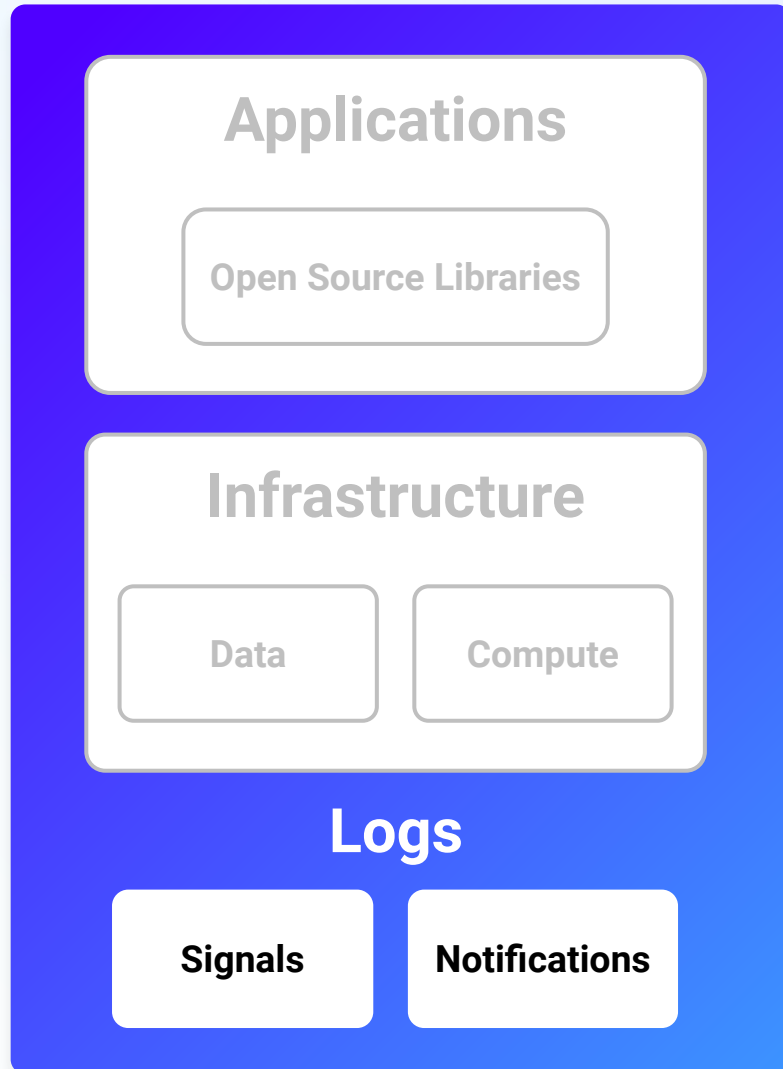 Applications
Open Source Libraries
Infrastructure
Data
Compute
Logs
Signals
Notifications